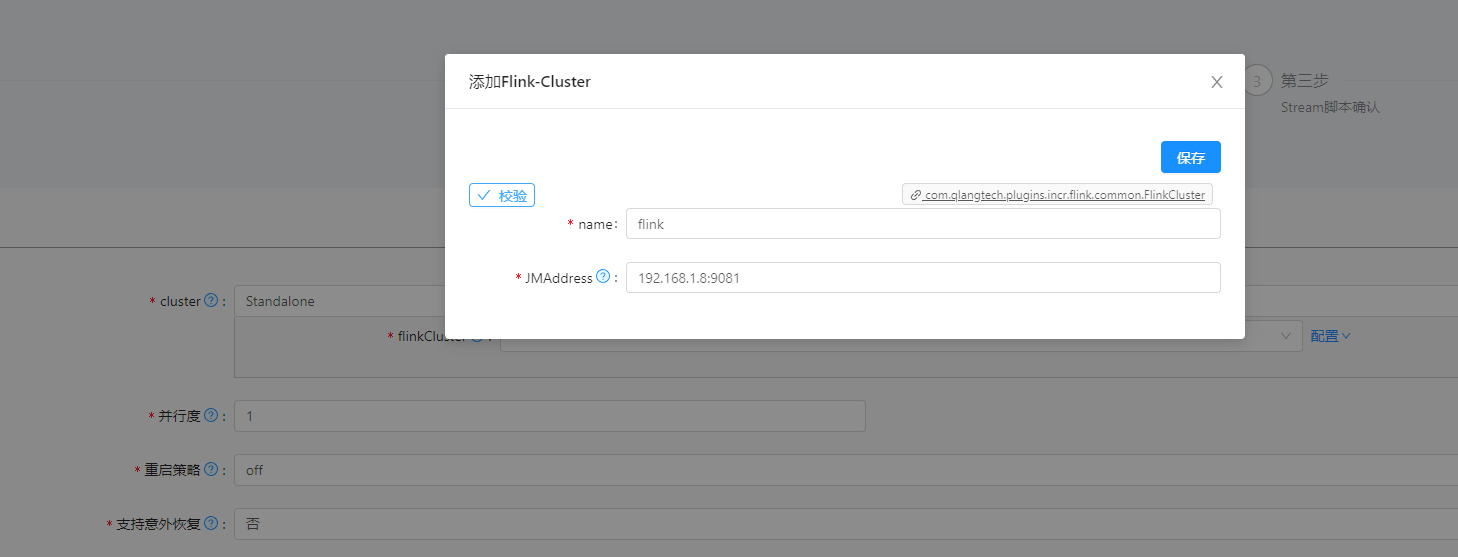 添加Flink-Cluster
3 第三步
Stream脚本确认
保存
校验
com.qlangtech.plugins.incr.flink.common.FlinkCluster
* name: flink
* JMAddress : 192.168.1.8:9081
* cluster : Standalone
* flinkCluster : 配置
* 并行度 : 1
* 重启策略 : off
* 支持意外恢复 : 否